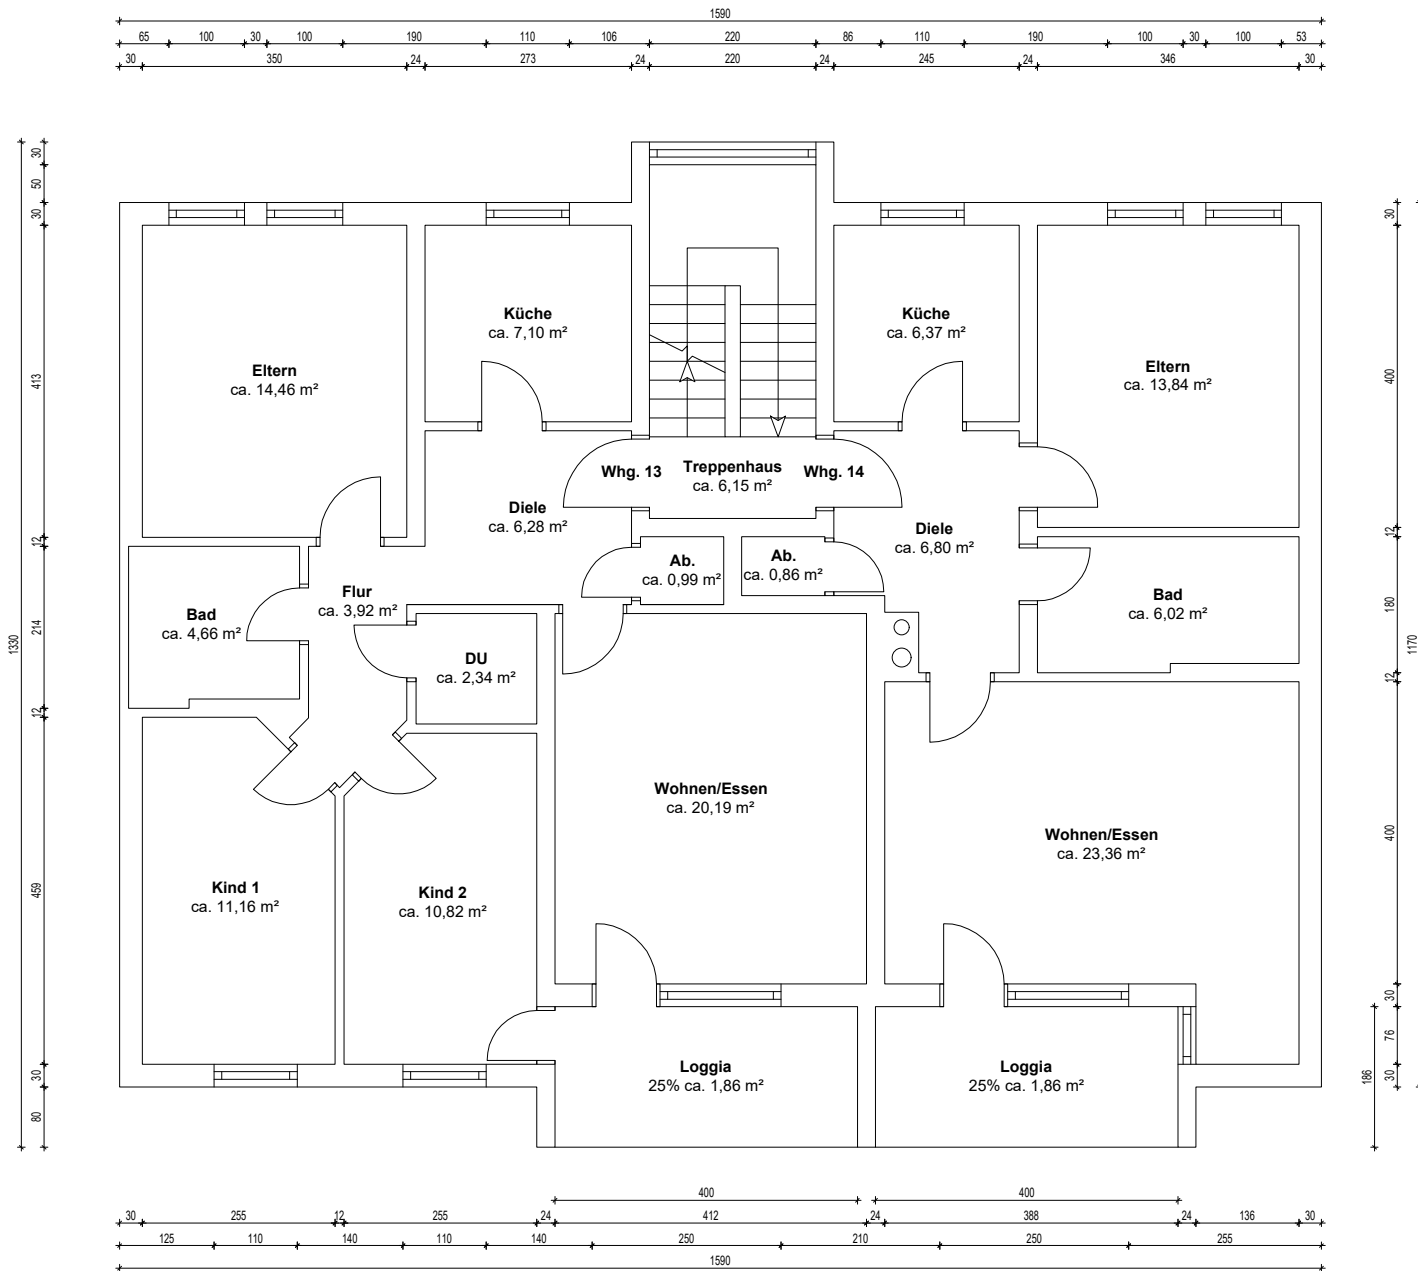 1590
65 100 30 100 190 110 106 220 86 110 190 100 30 100 53
30 350 24 273 24 220 24 245 24 346 30
30
50
30
413
12
214
12
459
30
80
1330
30
400
12
180
12
400
30
76
30
186
1170
Küche
ca. 7,10 m²
Küche
ca. 6,37 m²
Eltern
ca. 14,46 m²
Eltern
ca. 13,84 m²
Whg. 13
Treppenhaus
ca. 6,15 m²
Whg. 14
Diele
ca. 6,28 m²
Diele
ca. 6,80 m²
Ab.
ca. 0,99 m²
Ab.
ca. 0,86 m²
Flur
ca. 3,92 m²
Bad
ca. 4,66 m²
Bad
ca. 6,02 m²
DU
ca. 2,34 m²
Wohnen/Essen
ca. 20,19 m²
Wohnen/Essen
ca. 23,36 m²
Kind 1
ca. 11,16 m²
Kind 2
ca. 10,82 m²
Loggia
25% ca. 1,86 m²
Loggia
25% ca. 1,86 m²
400 400
30 255 12 255 24 412 24 388 24 136 30
125 110 140 110 140 250 210 250 255
1590